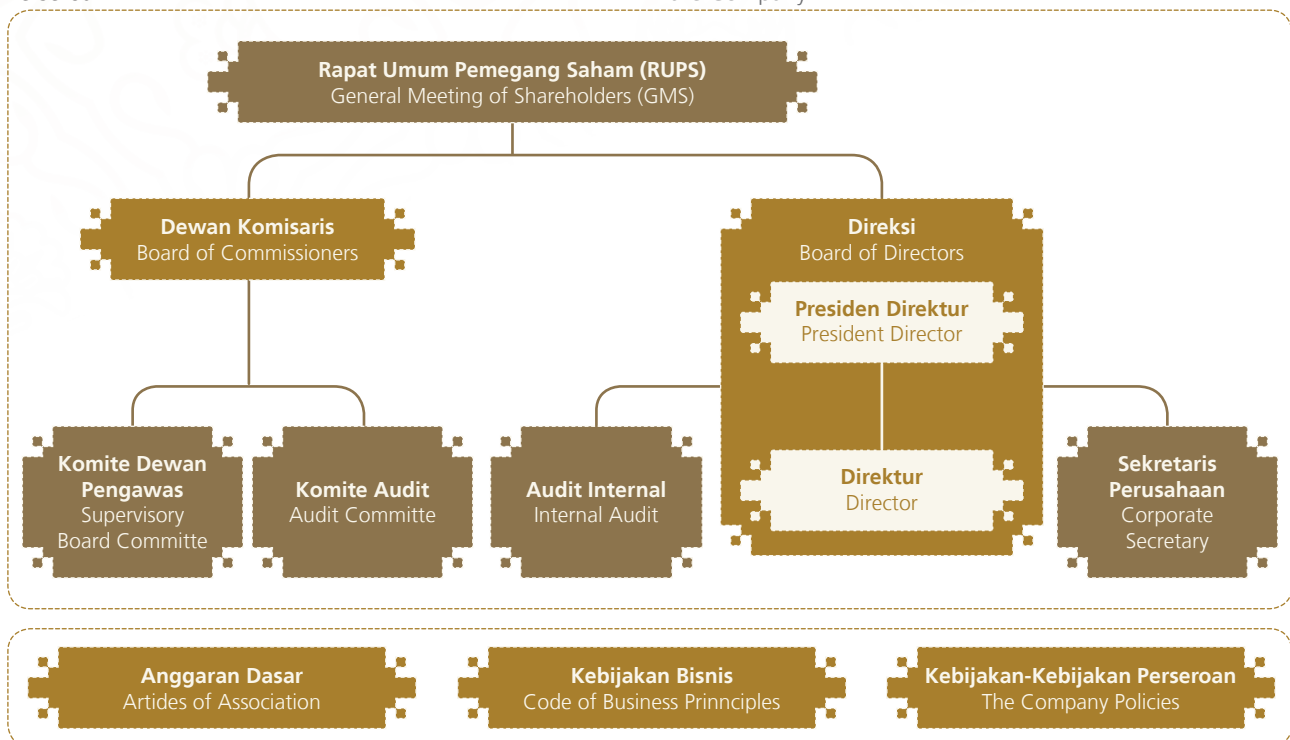 Rapat Umum Pemegang Saham (RUPS)
General Meeting of Shareholders (GMS)
Dewan Komisaris
Board of Commissioners
Direksi
Board of Directors
Presiden Direktur
President Director
Komite Dewan
Pengawas
Supervisory
Board Committe
Komite Audit
Audit Committe
Audit Internal
Internal Audit
Direktur
Director
Sekretaris
Perusahaan
Corporate
Secretary
Anggaran Dasar
Artides of Association
Kebijakan Bisnis
Code of Business Prinnciples
Kebijakan-Kebijakan Perseroan
The Company Policies